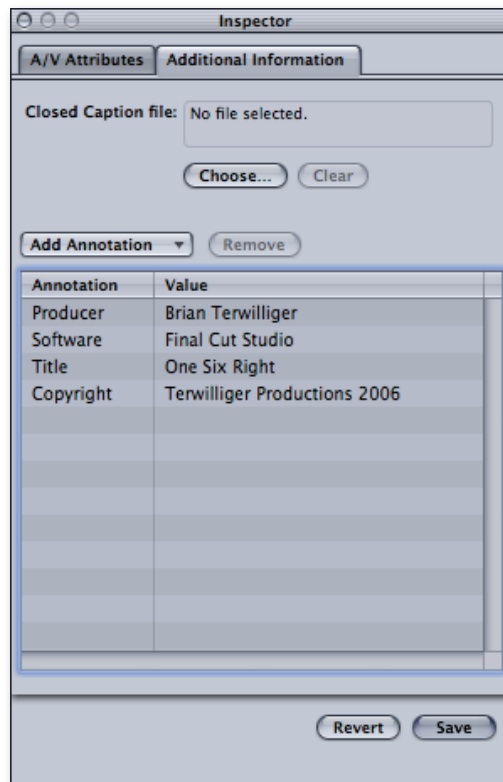 Inspector
A/V Attributes Additional Information
Closed Caption file: No file selected.
Choose... Clear
Add Annotation Remove
Annotation Value
Producer Brian Terwilliger
Software Final Cut Studio
Title One Six Right
Copyright Terwilliger Productions 2006
Revert Save